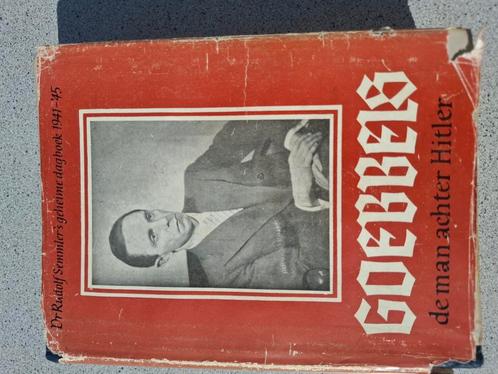 Dr Rudolf Semmler's geheime dagboek 1941-45
GOEBBELS
de man achter Hitler